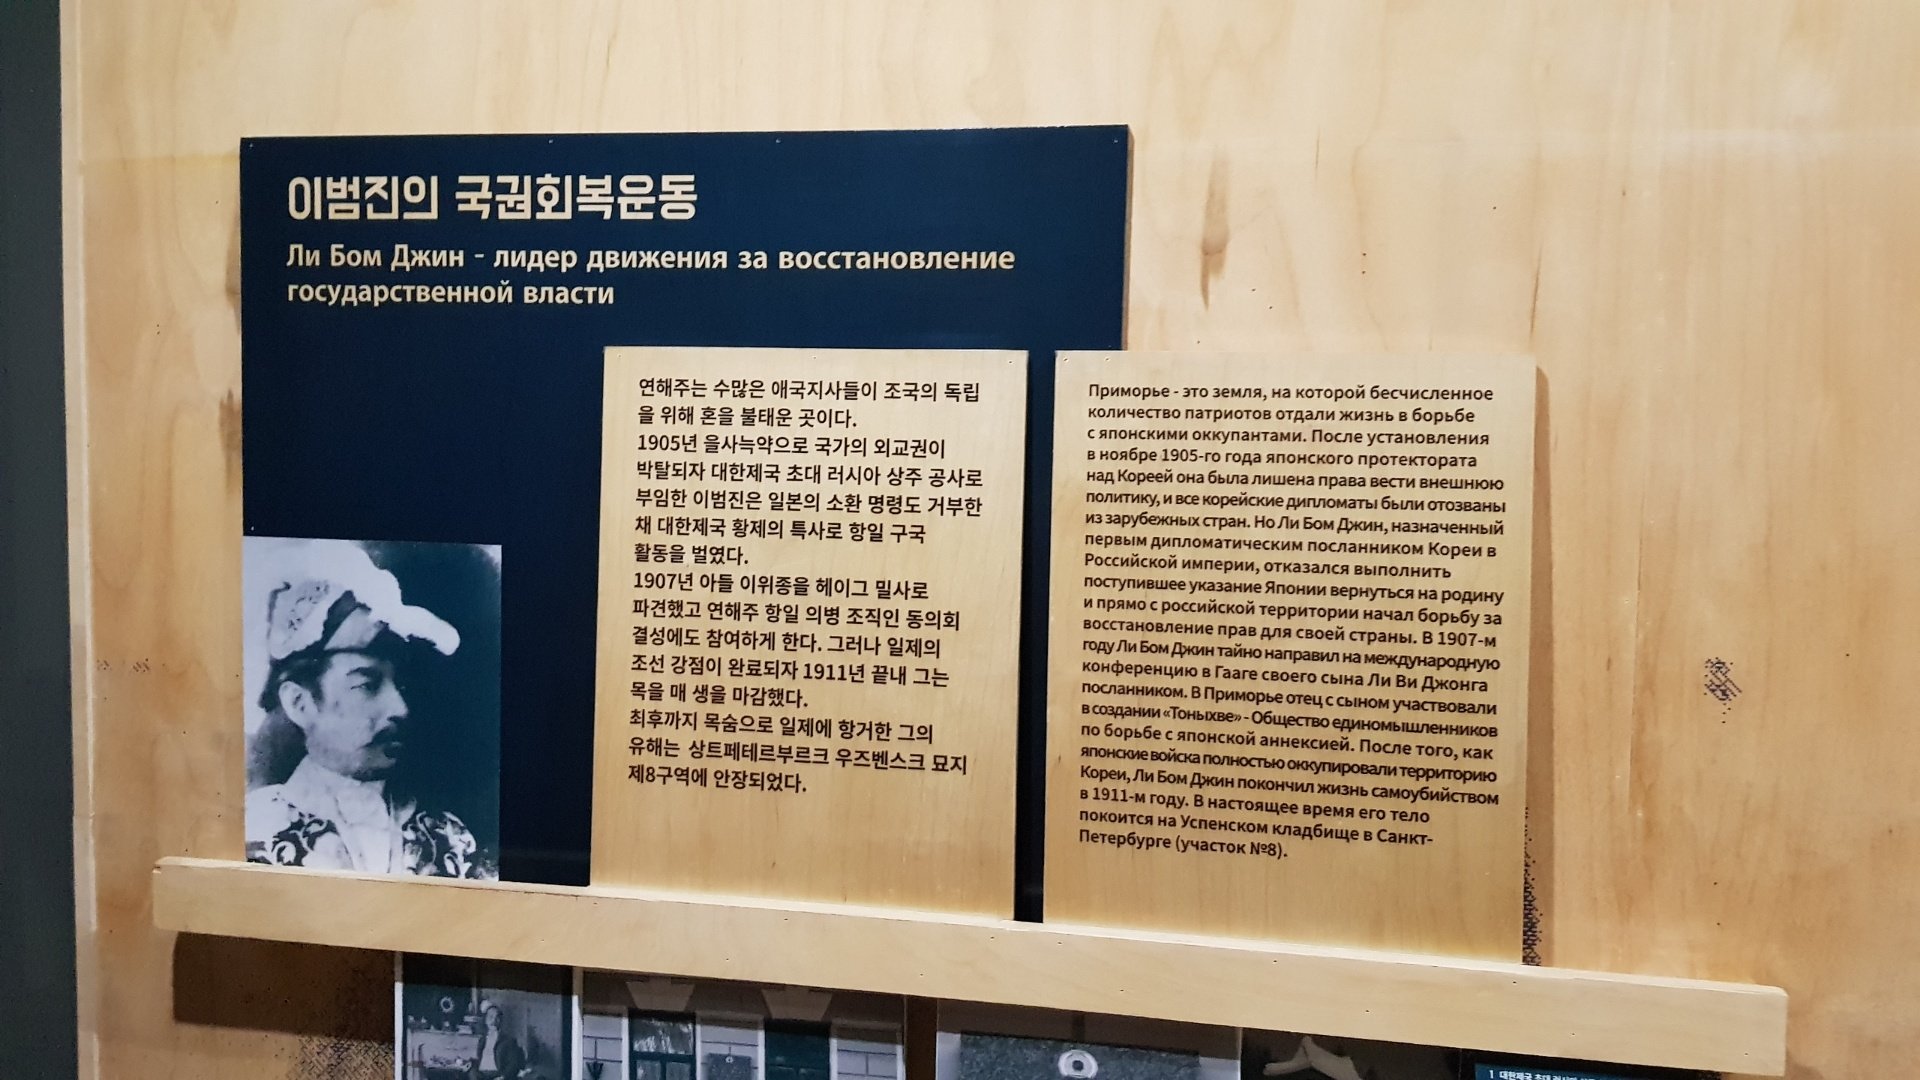 이범진의 국권회복운동
Ли Бом Джин - лидер движения за восстановление
государственной власти
연해주는 수많은 애국지사들이 조국의 독립
을 위해 혼을 불태운 곳이다.
1905년 을사늑약으로 국가의 외교권이
박탈되자 대한제국 초대 러시아 상주 공사로
부임한 이범진은 일본의 소환 명령도 거부한
채 대한제국 황제의 특사로 항일 구국
활동을 벌였다.
1907년 아들 이위종을 헤이그 밀사로
파견했고 연해주 항일 의병 조직인 동의회
결성에도 참여하게 한다. 그러나 일제의
조선 강점이 완료되자 1911년 끝내 그는
목을 매 생을 마감했다.
최후까지 목숨으로 일제에 항거한 그의
유해는 상트페테르부르크 우즈벤스크 묘지
제8구역에 안장되었다.
Приморье - это земля, на которой бесчисленное
количество патриотов отдали жизнь в борьбе
с японскими оккупантами. После установления
в ноябре 1905-го года японского протектората
над Кореей она была лишена права вести внешнюю
политику, и все корейские дипломаты были отозваны
из зарубежных стран. Но Ли Бом Джин, назначенный
первым дипломатическим посланником Кореи в
Российской империи, отказался выполнить
поступившее указание Японии вернуться на родину
и прямо с российской территории начал борьбу за
восстановление прав для своей страны. В 1907-м
году Ли Бом Джин тайно направил на международную
конференцию в Гааге своего сына Ли Ви Джонга
посланником. В Приморье отец с сыном участвовали
в создании «Тоныхве» - Общество единомышленников
по борьбе с японской аннексией. После того, как
японские войска полностью оккупировали территорию
Кореи, Ли Бом Джин покончил жизнь самоубийством
в 1911-м году. В настоящее время его тело
покоится на Успенском кладбище в Санкт-
Петербурге (участок №8).
1 대한제국 초대